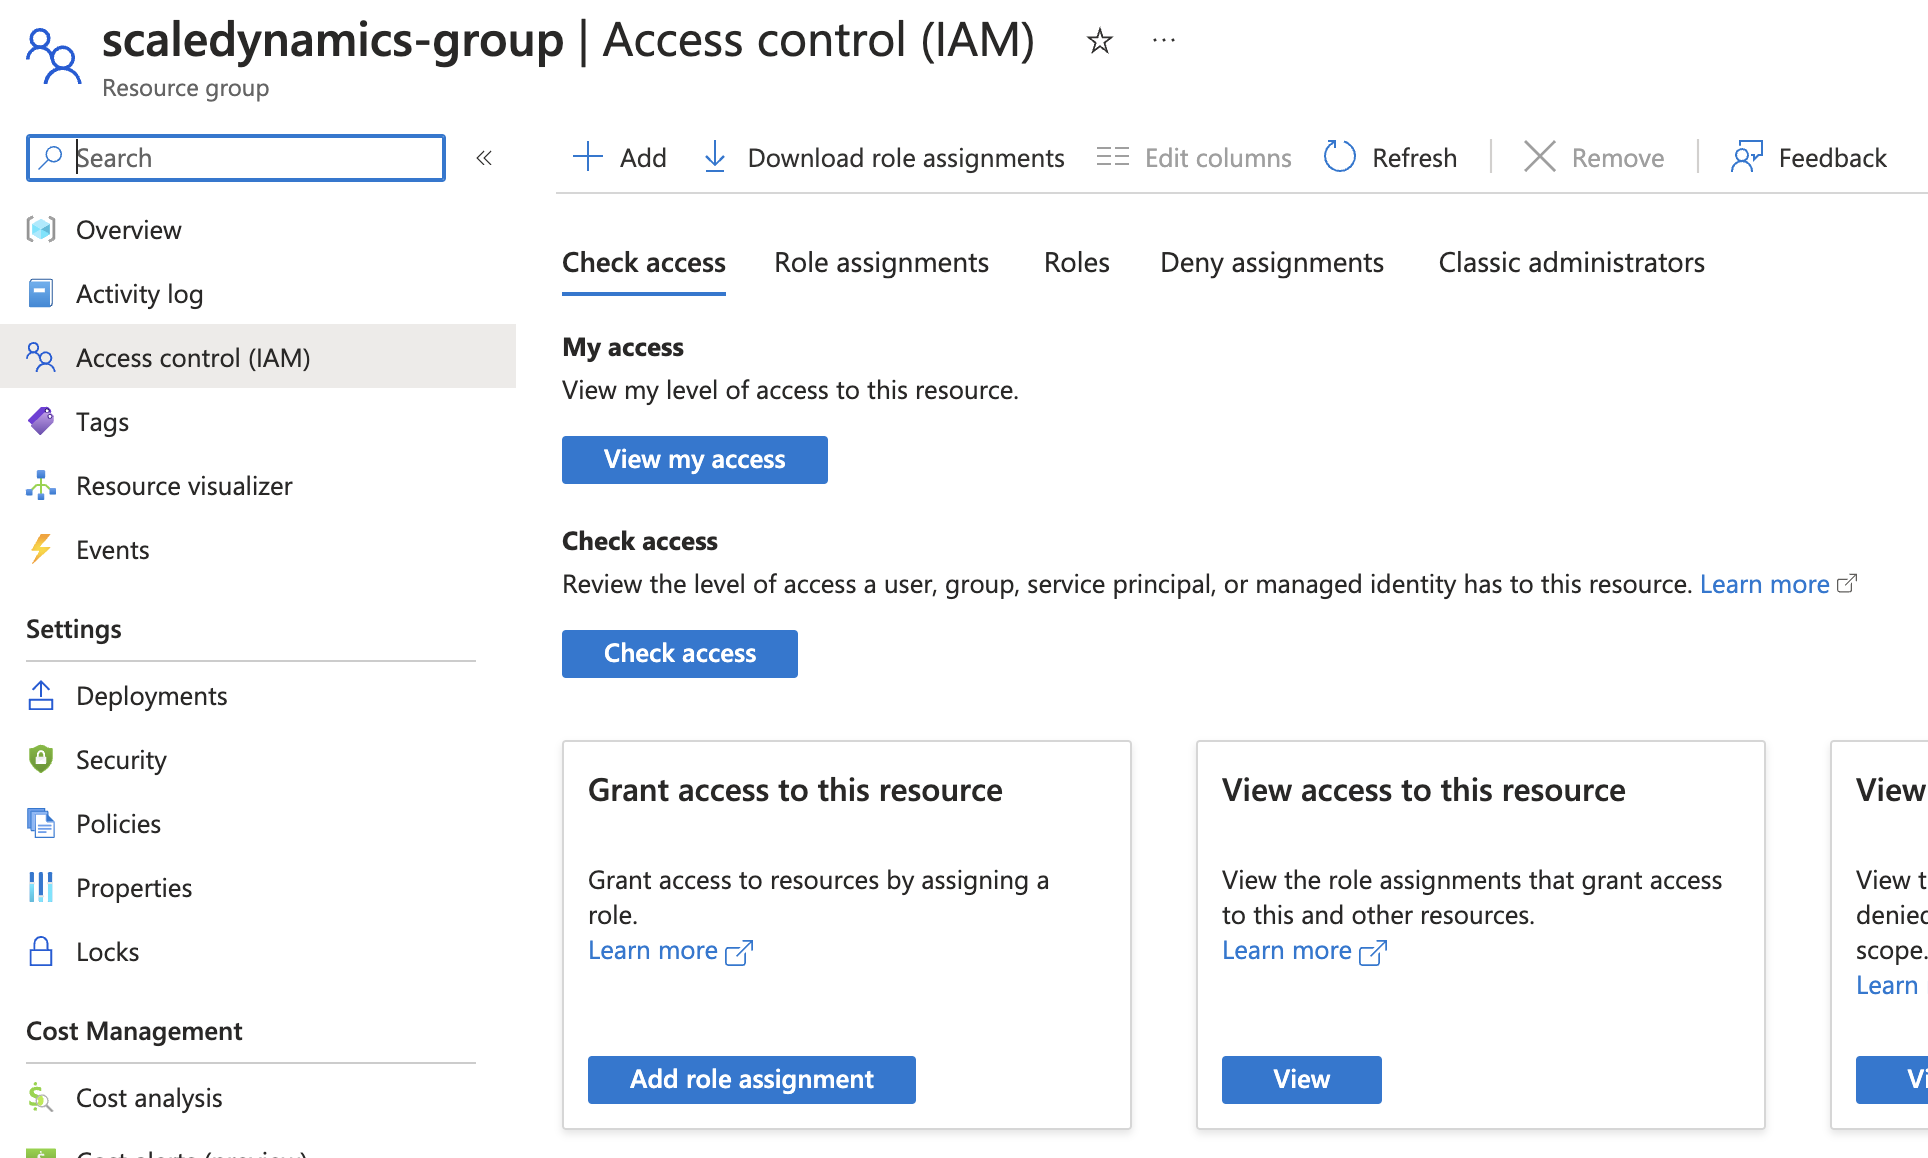 scaledynamics-group | Access control (IAM)
Resource group
Search
Add
Download role assignments
Edit columns
Refresh
Remove
Feedback
Overview
Activity log
Access control (IAM)
Tags
Resource visualizer
Events
Settings
Deployments
Security
Policies
Properties
Locks
Cost Management
Cost analysis
Cost alerts (preview)
Check access
Role assignments
Roles
Deny assignments
Classic administrators
My access
View my level of access to this resource.
View my access
Check access
Review the level of access a user, group, service principal, or managed identity has to this resource. Learn more
Check access
Grant access to this resource
Grant access to resources by assigning a
role.
Learn more
Add role assignment
View access to this resource
View the role assignments that grant access
to this and other resources.
Learn more
View
View
View t
denied
scope.
Learn
Vi